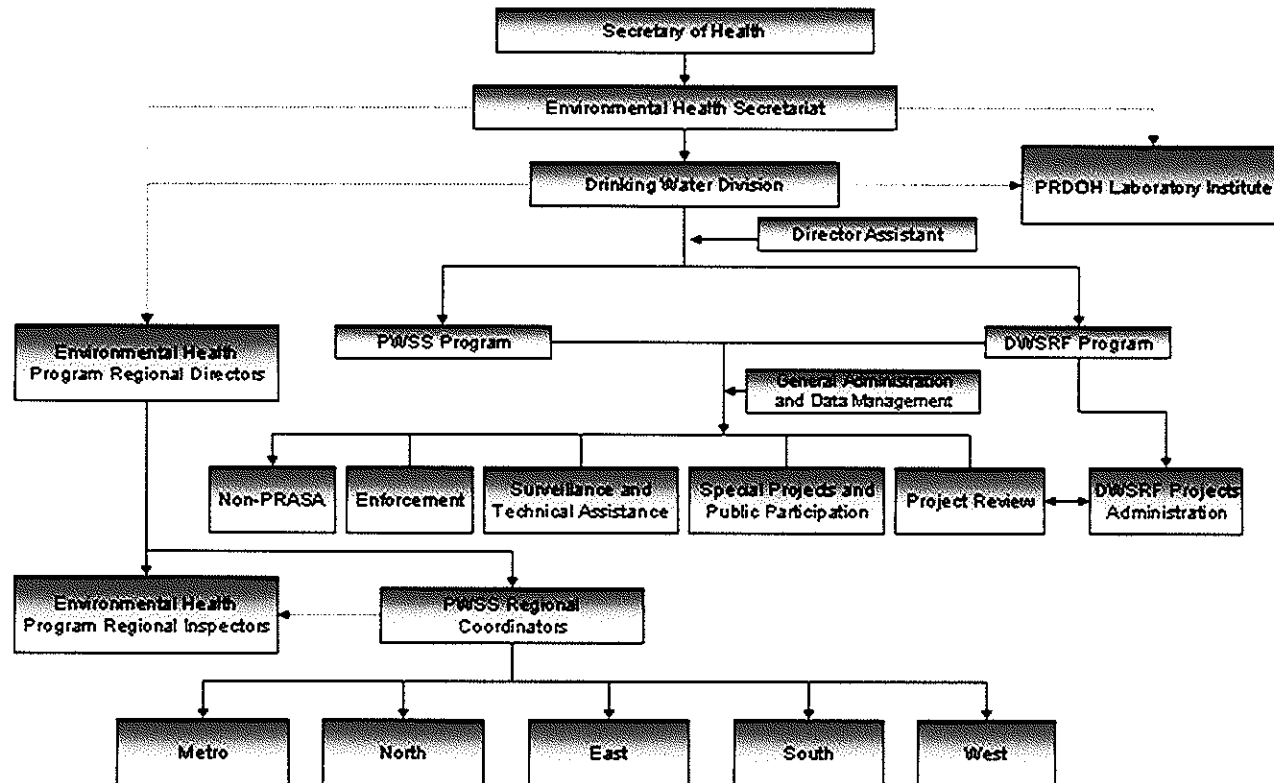 Secretary of Health
Environmental Health Secretariat
Drinking Water Division
PRDOH Laboratory Institute
Director Assistant
PWSS Program
DWSRF Program
Environmental Health
Program Regional Directors
General Administration
and Data Management
Non-PRASA
Enforcement
Surveillance and
Technical Assistance
Special Projects and
Public Participation
Project Review
DWSRF Projects
Administration
Environmental Health
Program Regional Inspectors
PWSS Regional
Coordinators
Metro
North
East
South
West